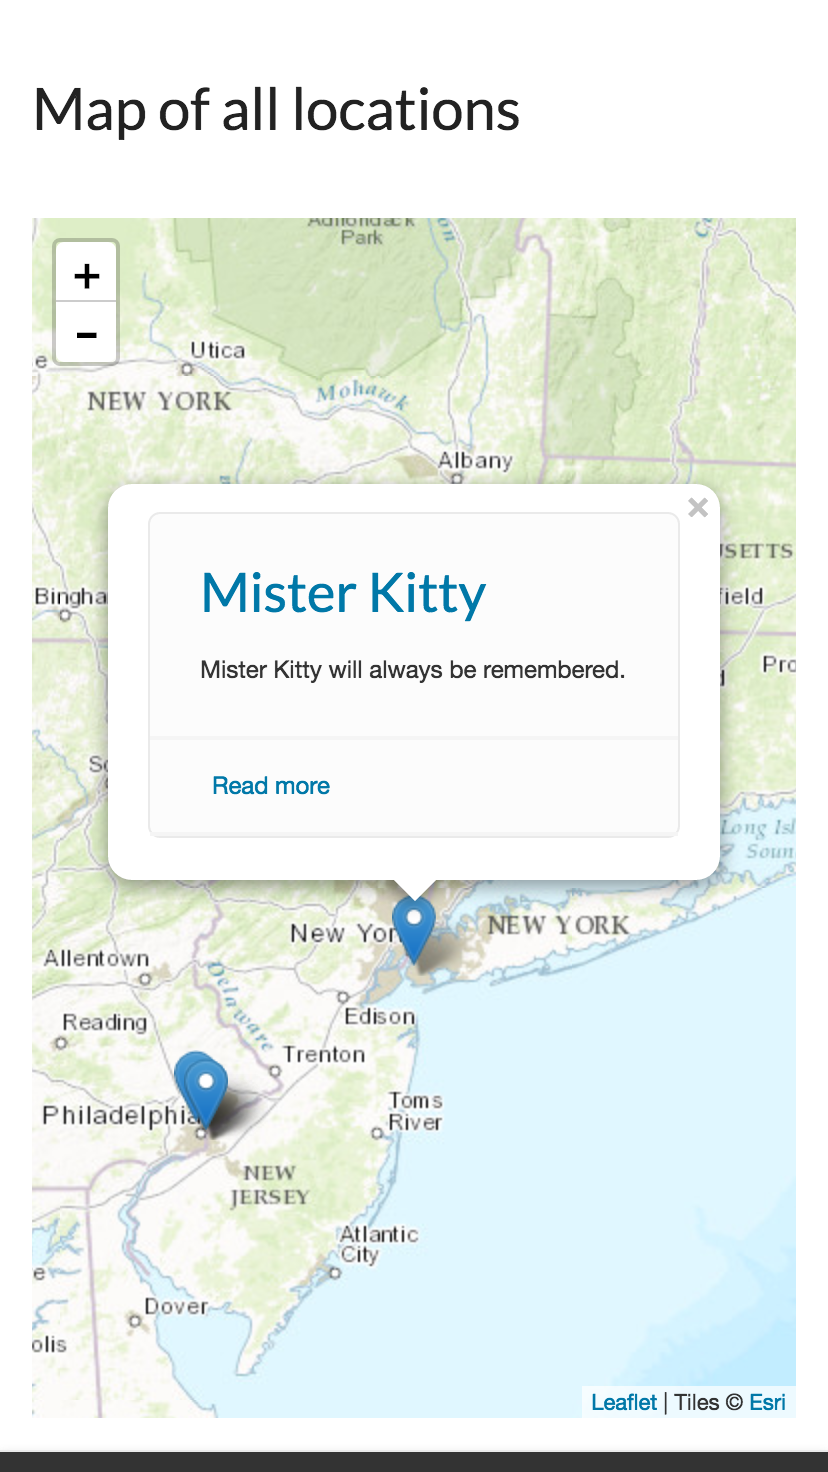 Map of all locations
Adirondack
Park
+
-
Utica
NEW YORK
Mohawk
Albany
×
SETTS
Bingha
field
Mister Kitty
Mister Kitty will always be remembered.
Pro
Read more
Long Isl
Soun
New Yor
NEW YORK
Allentown
Delaware
Edison
Reading
Trenton
Philadelphia
Toms
River
NEW
JERSEY
Atlantic
City
e
Dover
olis
Leaflet | Tiles © Esri